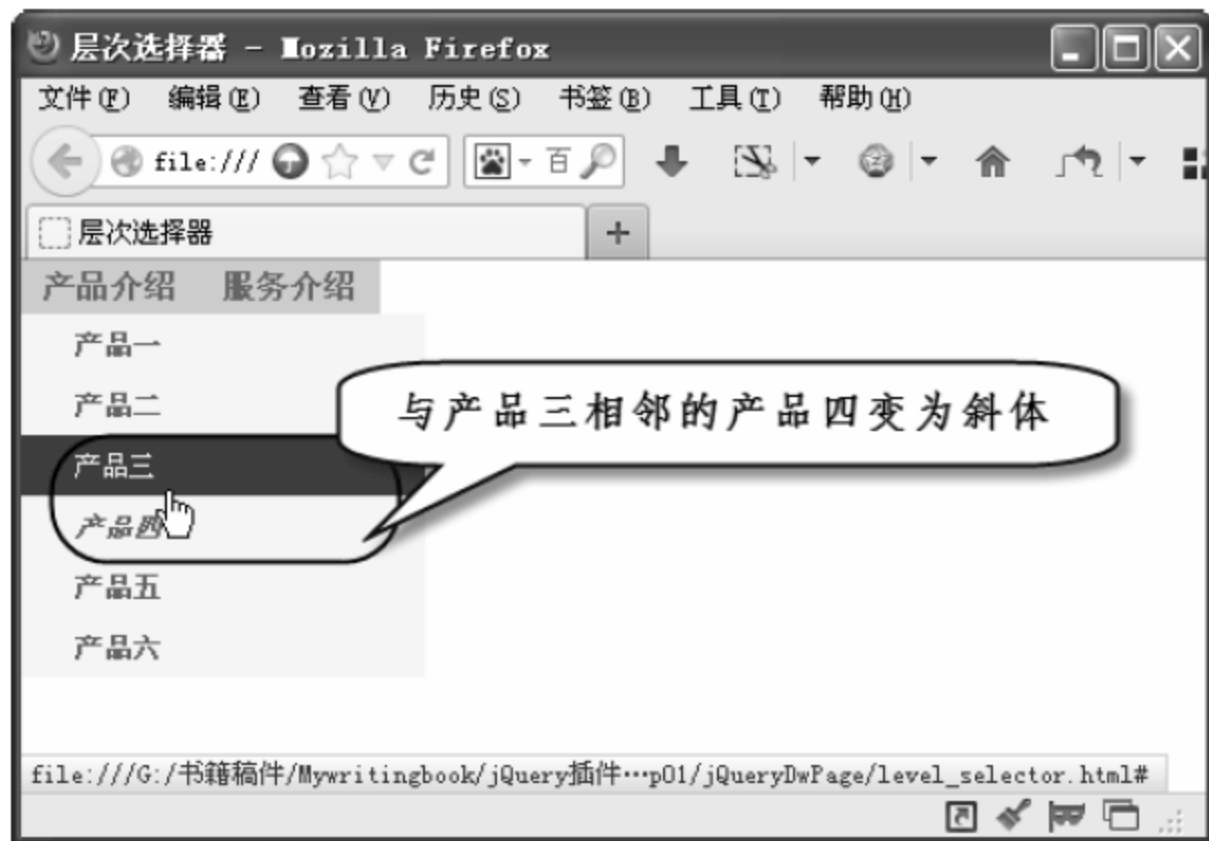 层次选择器 - Mozilla Firefox
文件(F) 编辑(E) 查看(V) 历史(S) 书签(B) 工具(T) 帮助(H)
file:/// 百
层次选择器
产品介绍 服务介绍
产品一
产品二
与产品三相邻的产品四变为斜体
产品三
产品四
产品五
产品六
file:///G:/书籍稿件/Mywritingbook/jQuery插件…p01/jQueryDwPage/level_selector.html#